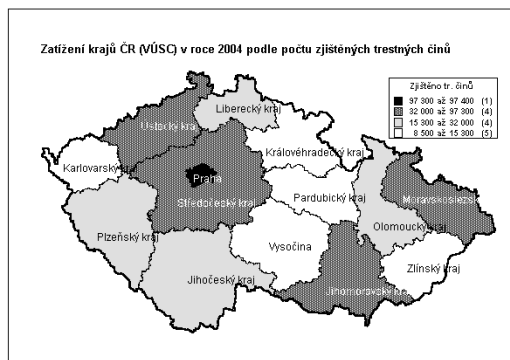 Zatížení krajů ČR (VÚSC) v roce 2004 podle počtu zjištěných trestných činů
Zjištěno tr. činů
97 300 až 97 400 (1)
32 000 až 97 300 (4)
15 300 až 32 000 (4)
8 500 až 15 300 (5)
Liberecký kraj
Ústecký kraj
Královéhradecký kraj
Karlovarský kraj
Praha
Středočeský kraj
Pardubický kraj
Moravskoslezsk
Olomoucký kraj
Plzeňský kraj
Vysočina
Zlínský kraj
Jihočeský kraj
Jihomoravský kraj